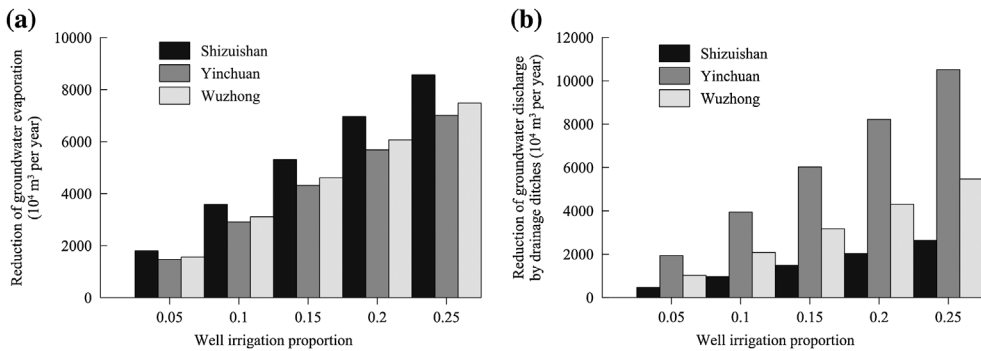 (a)
Reduction of groundwater evaporation
(10⁴ m³ per year)
10000
8000
6000
4000
2000
0
Shizuishan
Yinchuan
Wuzhong
0.05 0.1 0.15 0.2 0.25
Well irrigation proportion
(b)
Reduction of groundwater discharge
by drainage ditches (10⁴ m³ per year)
12000
10000
8000
6000
4000
2000
0
Shizuishan
Yinchuan
Wuzhong
0.05 0.1 0.15 0.2 0.25
Well irrigation proportion